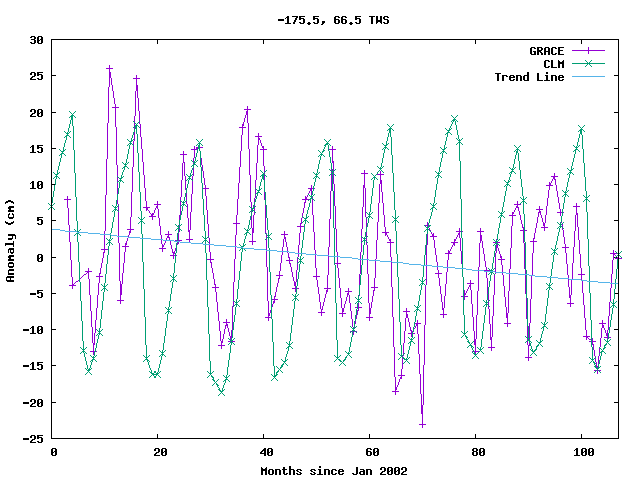 -175.5, 66.5 TWS
GRACE
CLM
Trend Line
30
25
20
15
10
5
0
-5
-10
-15
-20
-25
Anomaly (cm)
0 20 40 60 80 100
Months since Jan 2002